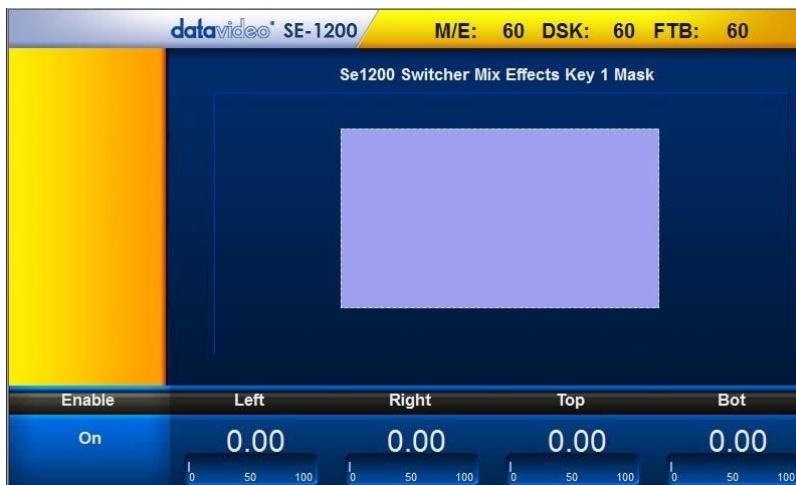 datavideo SE-1200 M/E: 60 DSK: 60 FTB: 60
Se1200 Switcher Mix Effects Key 1 Mask
Enable Left Right Top Bot
On 0.00 0.00 0.00 0.00
0 50 100 0 50 100 0 50 100 0 50 100